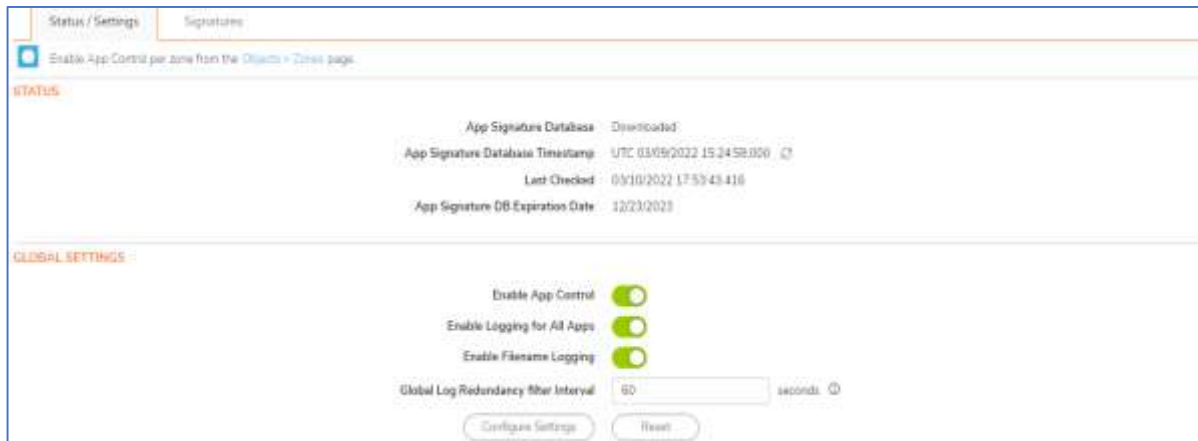 Status / Settings Signatures
Enable App Control per zone from the Objects > Zones page.
STATUS
App Signature Database Downloaded
App Signature Database Timestamp UTC 03/09/2022 15:24:58.000
Last Checked 03/10/2022 17:53:43.416
App Signature DB Expiration Date 12/23/2023
GLOBAL SETTINGS
Enable App Control
Enable Logging for All Apps
Enable Filename Logging
Global Log Redundancy filter Interval 60 seconds
Configure Settings Reset